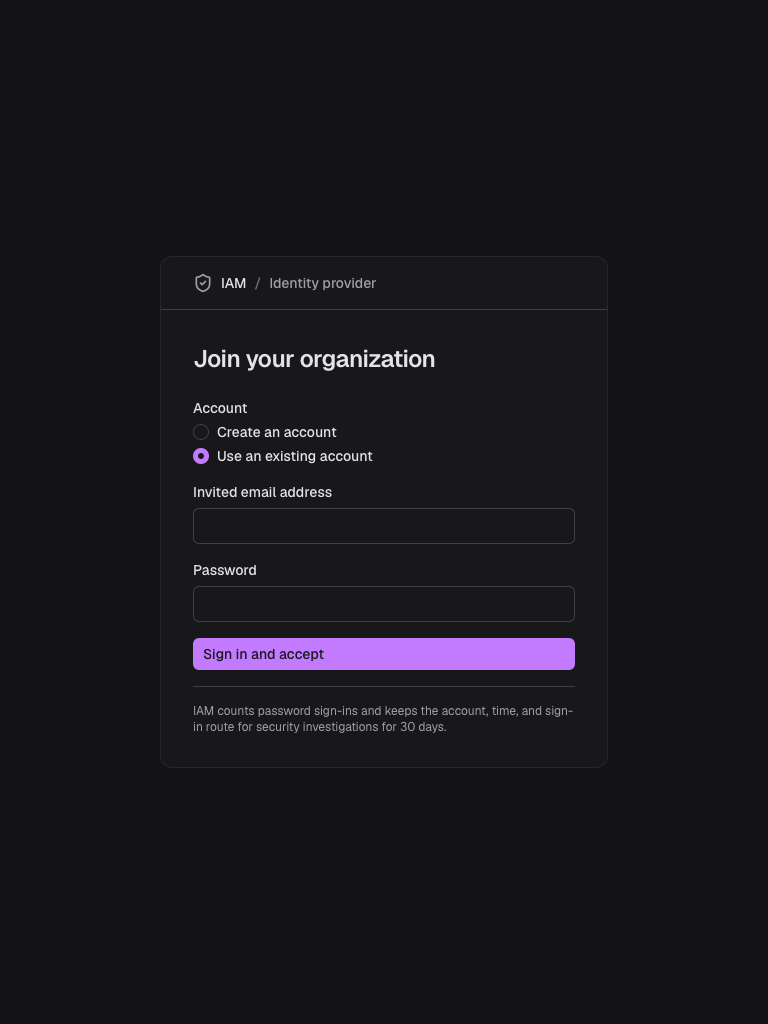 IAM / Identity provider
Join your organization
Account
Create an account
Use an existing account
Invited email address
Password
Sign in and accept
IAM counts password sign-ins and keeps the account, time, and sign-
in route for security investigations for 30 days.